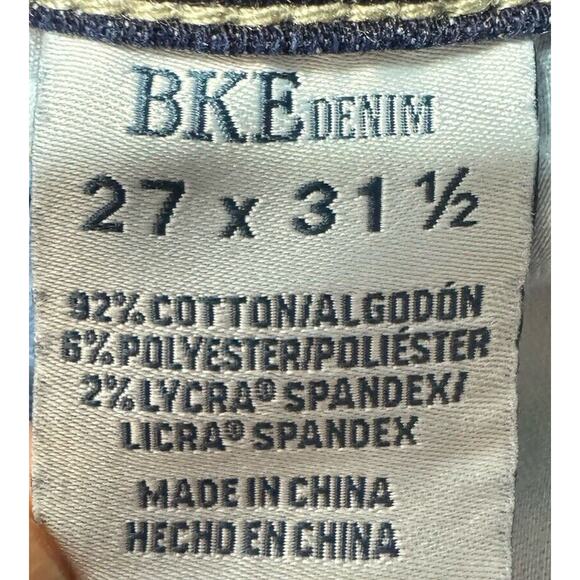 BKE DENIM
27 x 31 ½
92% COTTON/ALGODÓN
6% POLYESTER/POLIÉSTER
2% LYCRA® SPANDEX/
LICRA® SPANDEX
MADE IN CHINA
HECHO EN CHINA